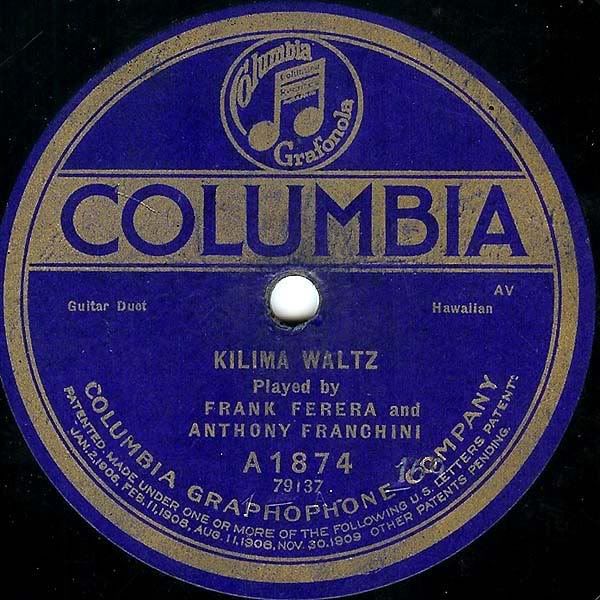 Columbia
Grafonola
COLUMBIA
Guitar Duet
AV
Hawaiian
KILIMA WALTZ
Played by
FRANK FERERA and
ANTHONY FRANCHINI
A1874
79137
COLUMBIA GRAPHOPHONE COMPANY
PATENTED, MADE UNDER ONE OR MORE OF THE FOLLOWING U.S. LETTERS PATENT:
JAN. 2, 1906, FEB. 11, 1908, AUG. 11, 1908, NOV. 30, 1909 OTHER PATENTS PENDING.